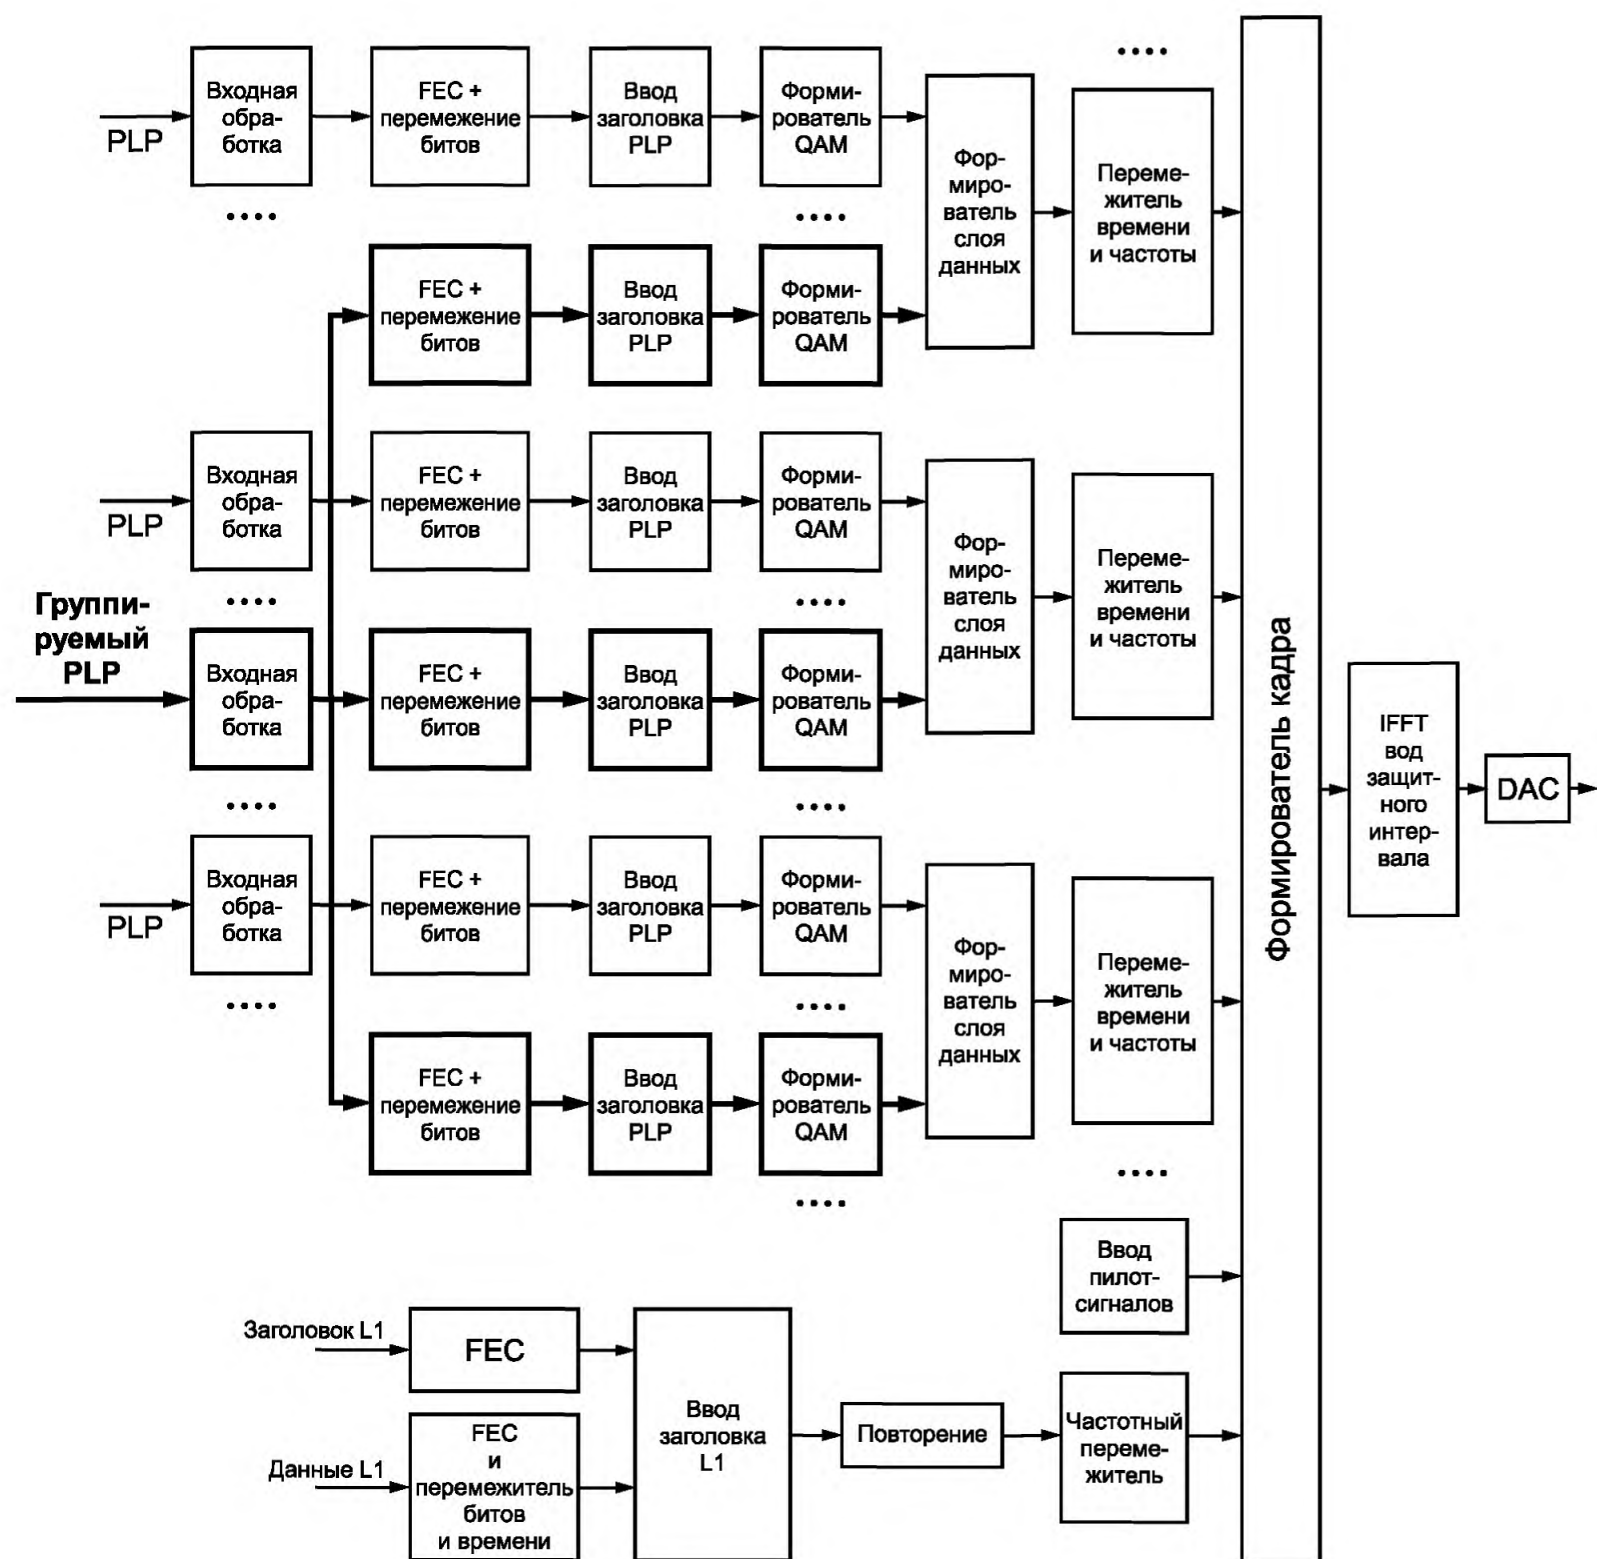 Входная
обра-
ботка
FEC +
перемежение
битов
Ввод
заголовка
PLP
Форми-
рователь
QAM
PLP
Фор-
миро-
ватель
слоя
данных
Переме-
житель
времени
и частоты
FEC +
перемежение
битов
Ввод
заголовка
PLP
Форми-
рователь
QAM
Входная
обра-
ботка
FEC +
перемежение
битов
Ввод
заголовка
PLP
Форми-
рователь
QAM
PLP
Фор-
миро-
ватель
слоя
данных
Переме-
житель
времени
и частоты
Группи-
руемый
PLP
Входная
обра-
ботка
FEC +
перемежение
битов
Ввод
заголовка
PLP
Форми-
рователь
QAM
Формирователь кадра
IFFT
вод
защит-
ного
интер-
вала
DAC
Входная
обра-
ботка
FEC +
перемежение
битов
Ввод
заголовка
PLP
Форми-
рователь
QAM
PLP
Фор-
миро-
ватель
слоя
данных
Переме-
житель
времени
и частоты
FEC +
перемежение
битов
Ввод
заголовка
PLP
Форми-
рователь
QAM
Ввод
пилот-
сигналов
Заголовок L1
FEC
Данные L1
FEC
и
перемежитель
битов
и времени
Ввод
заголовка
L1
Повторение
Частотный
переме-
житель